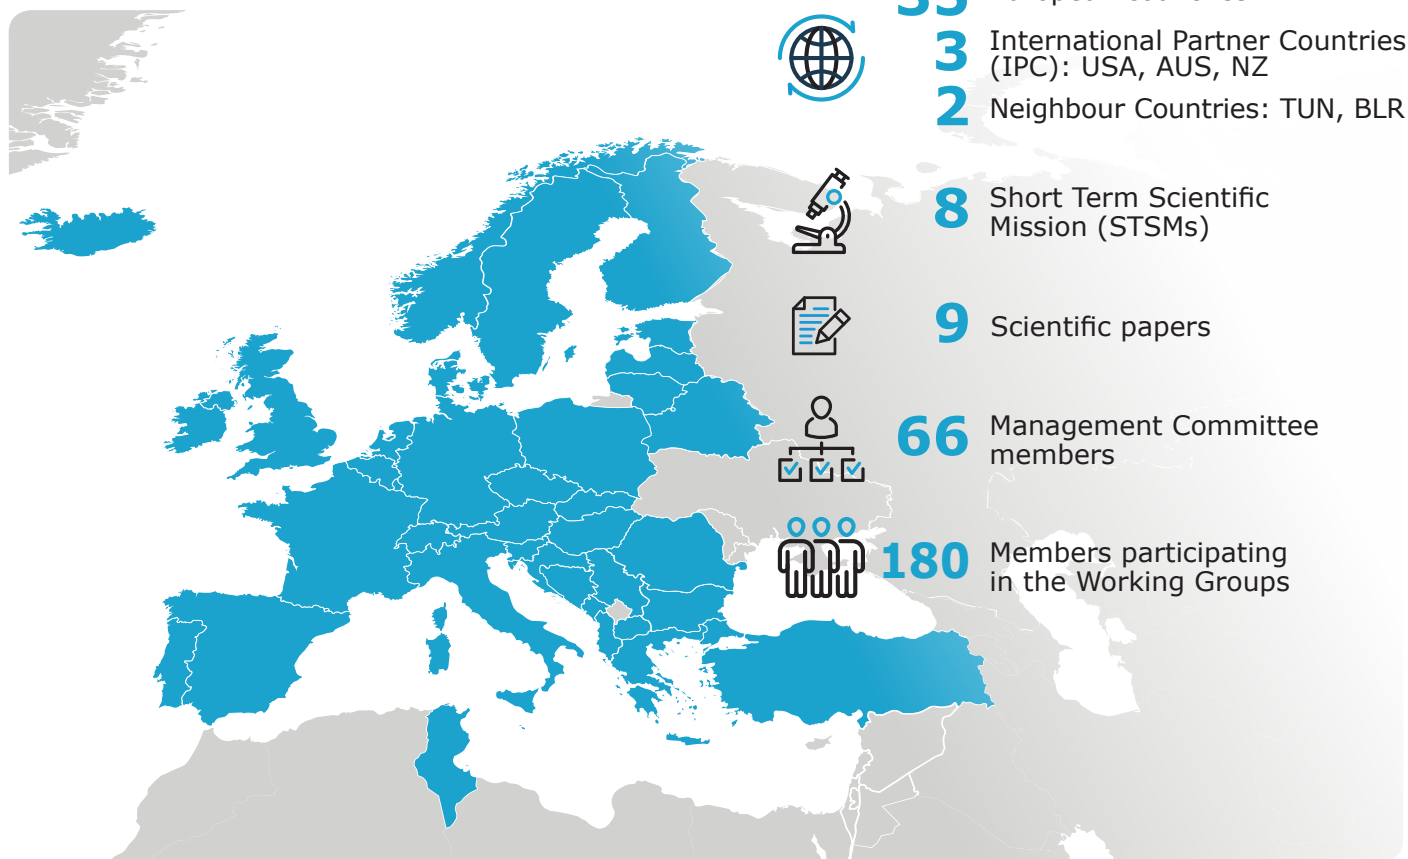 3 International Partner Countries
(IPC): USA, AUS, NZ
2 Neighbour Countries: TUN, BLR
8 Short Term Scientific
Mission (STSMs)
9 Scientific papers
66 Management Committee
members
180 Members participating
in the Working Groups